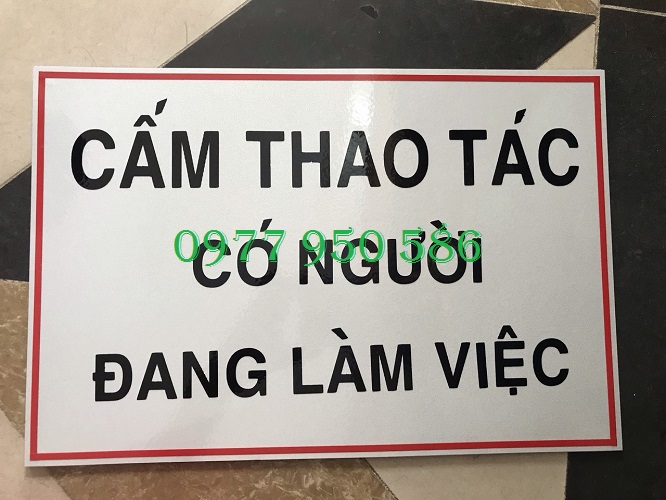 CẤM THAO TÁC
0977 950 586
CÓ NGƯỜI
ĐANG LÀM VIỆC